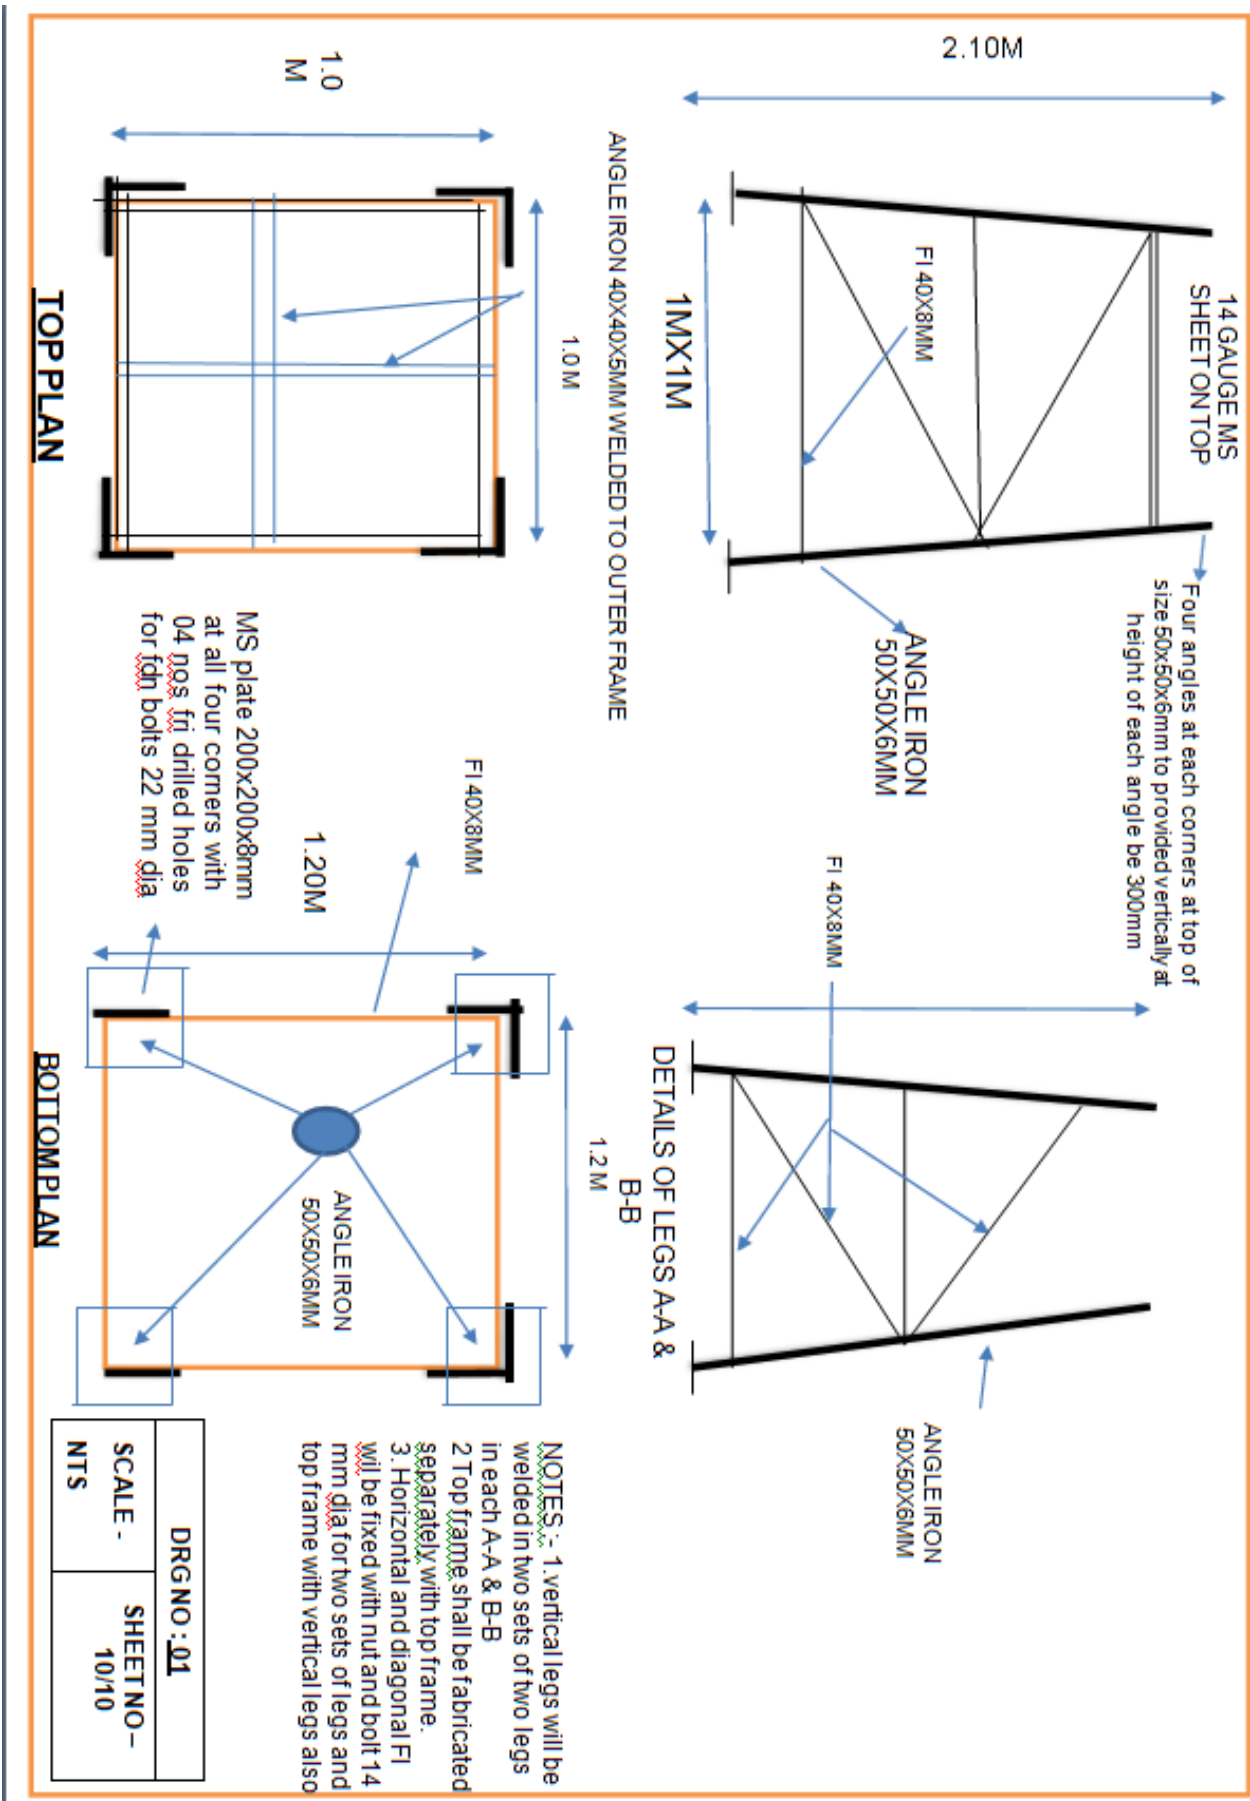 2.10M
14 GAUGE MS
SHEET ON TOP
FI 40X8MM
1MX1M
Four angles at each corners at top of
size 50x50x6mm to provided vertically at
height of each angle be 300mm
ANGLE IRON
50X50X6MM
FI 40X8MM
DETAILS OF LEGS A-A &
B-B
ANGLE IRON
50X50X6MM
1.0
M
ANGLE IRON 40X40X5MM WELDED TO OUTER FRAME
1.0 M
TOP PLAN
MS plate 200x200x8mm
at all four corners with
04 nos fri drilled holes
for fdn bolts 22 mm dia
FI 40X8MM
1.20M
1.2 M
ANGLE IRON
50X50X6MM
BOTTOM PLAN
NOTES :- 1.vertical legs will be
welded in two sets of two legs
in each A-A & B-B
2 Top frame shall be fabricated
separately with top frame.
3. Horizontal and diagonal FI
wil be fixed with nut and bolt 14
mm dia for two sets of legs and
top frame with vertical legs also
DRG NO : 01
SCALE -
NTS
SHEET NO–
10/10